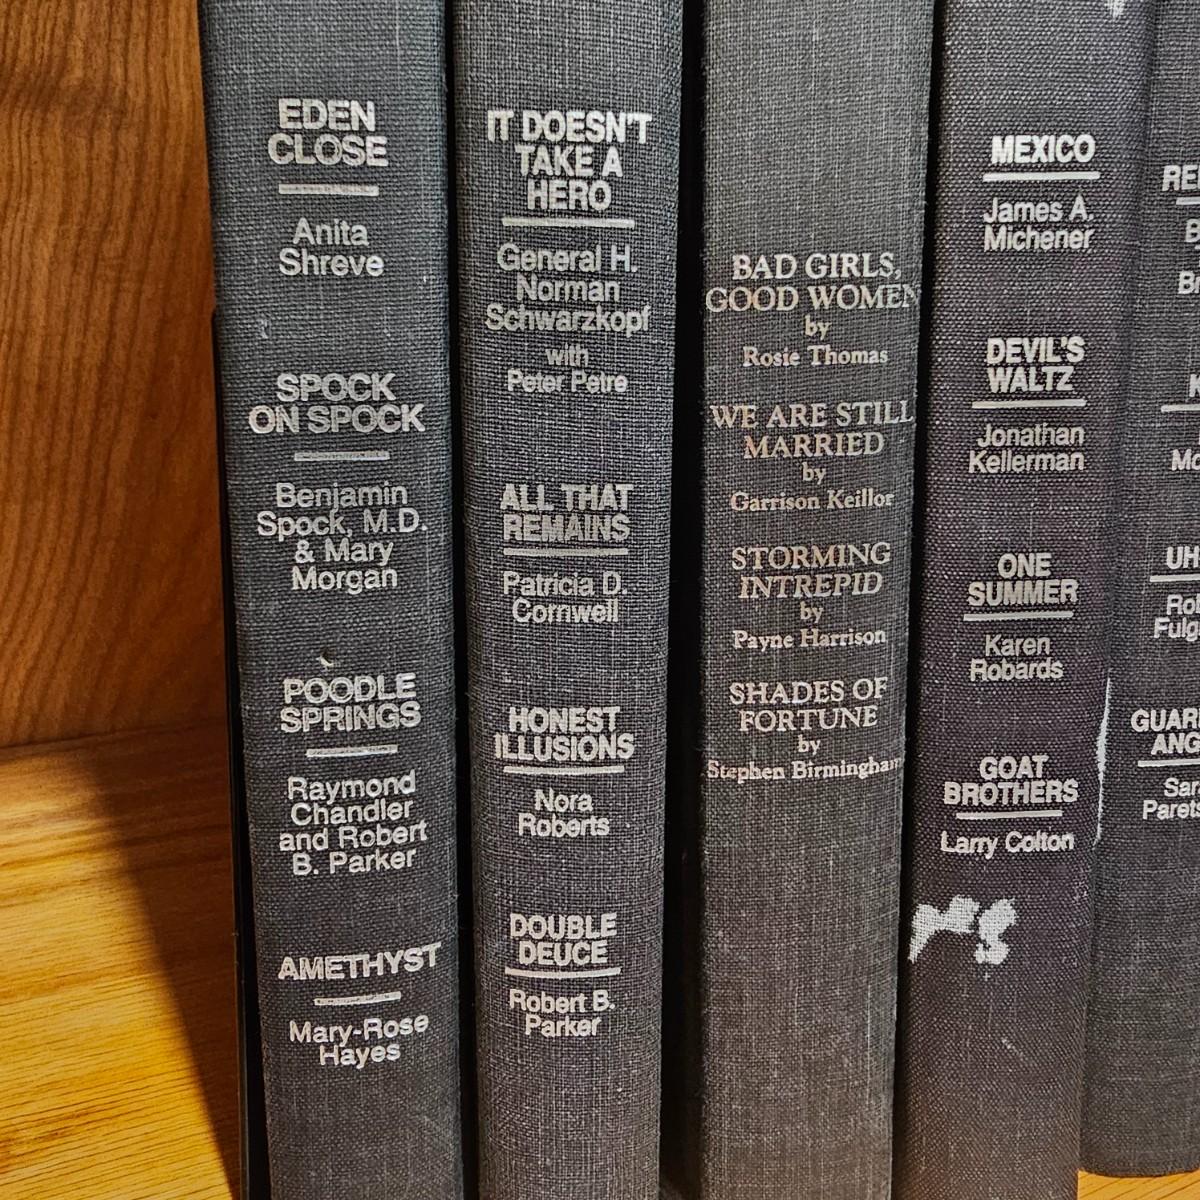 EDEN
CLOSE
Anita
Shreve
SPOCK
ON SPOCK
Benjamin
Spock, M.D.
& Mary
Morgan
POODLE
SPRINGS
Raymond
Chandler
and Robert
B. Parker
AMETHYST
Mary-Rose
Hayes
IT DOESN'T
TAKE A
HERO
General H.
Norman
Schwarzkopf
with
Peter Petre
ALL THAT
REMAINS
Patricia D.
Cornwell
HONEST
ILLUSIONS
Nora
Roberts
DOUBLE
DEUCE
Robert B.
Parker
BAD GIRLS,
GOOD WOMEN
by
Rosie Thomas
WE ARE STILL
MARRIED
by
Garrison Keillor
STORMING
INTREPID
by
Payne Harrison
SHADES OF
FORTUNE
by
Stephen Birmingham
MEXICO
James A.
Michener
DEVIL'S
WALTZ
Jonathan
Kellerman
ONE
SUMMER
Karen
Robards
GOAT
BROTHERS
Larry Colton
UH